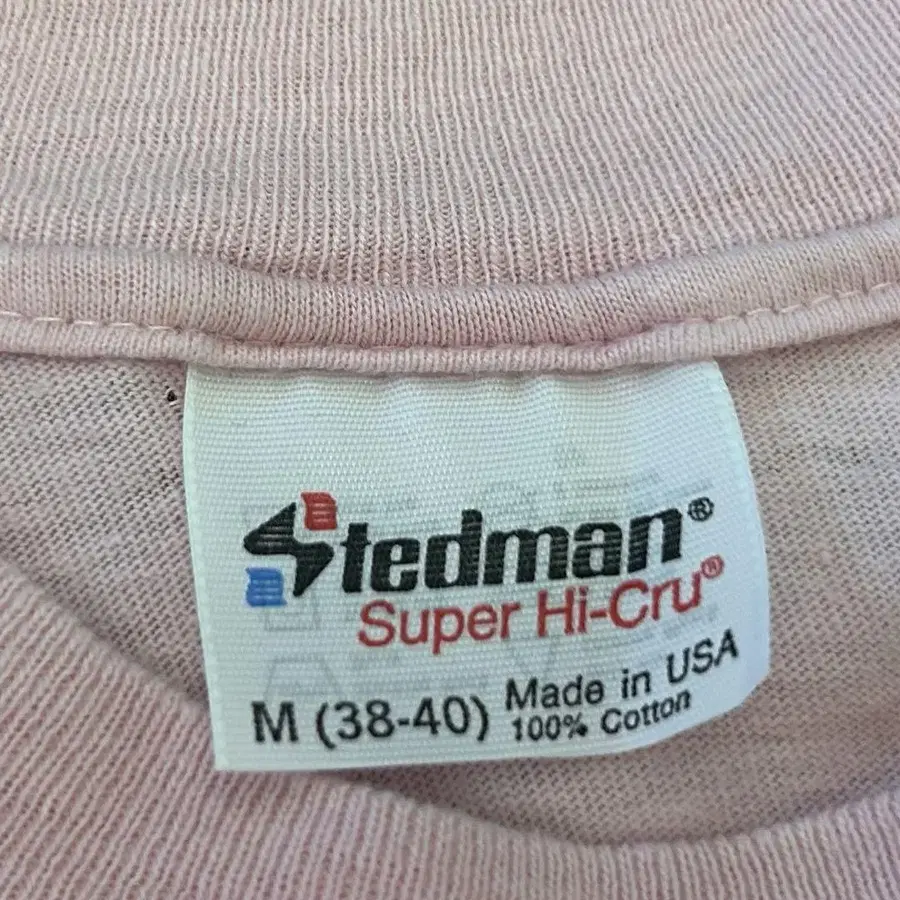 Stedman®
Super Hi-Cru®
M (38-40) Made in USA
100% Cotton